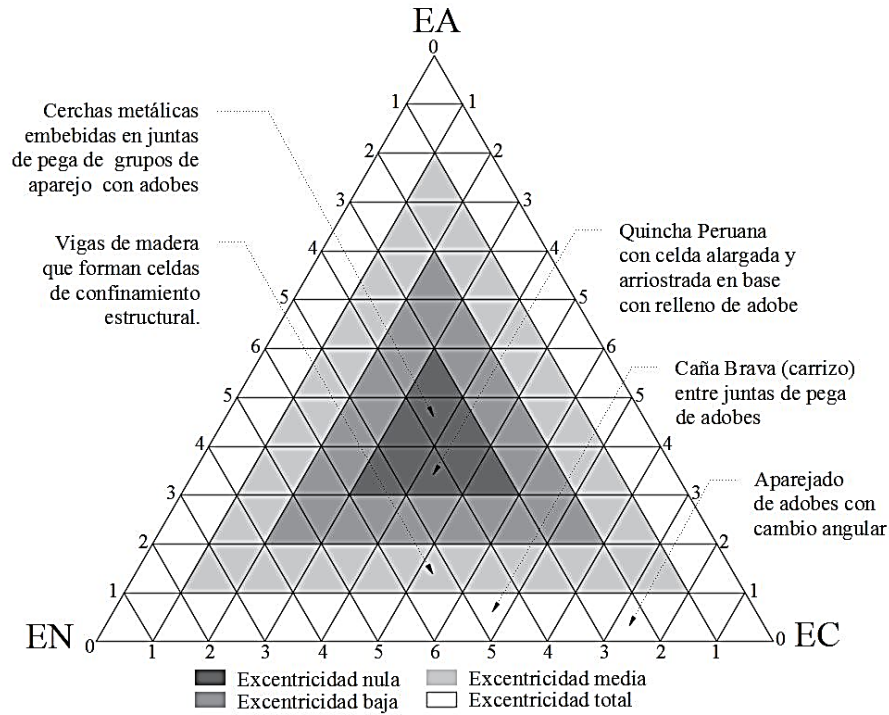 EA
0
1 1
2 2
3 3
4 4
5 5
6 6
5 5
4 4
3 3
2 2
1 1
EN 0 0 EC
1 2 3 4 5 6 5 4 3 2 1
Cerchas metálicas
embebidas en juntas
de pega de grupos de
aparejo con adobes
Vigas de madera
que forman celdas
de confinamiento
estructural.
Quincha Peruana
con celda alargada y
arriostrada en base
con relleno de adobe
Caña Brava (carrizo)
entre juntas de pega
de adobes
Aparejado
de adobes con
cambio angular
Excentricidad nula
Excentricidad baja
Excentricidad media
Excentricidad total